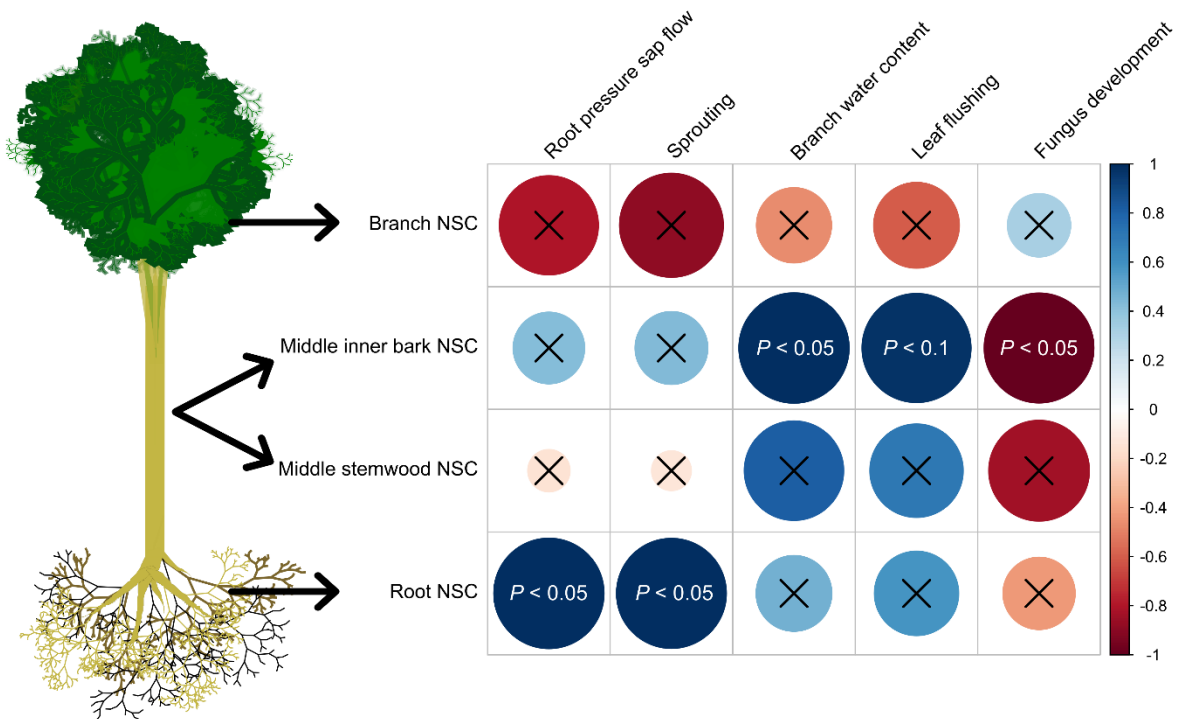 Root pressure sap flow
Sprouting
Branch water content
Leaf flushing
Fungus development
Branch NSC
Middle inner bark NSC
P < 0.05
P < 0.1
P < 0.05
Middle stemwood NSC
Root NSC
P < 0.05
P < 0.05
1
0.8
0.6
0.4
0.2
0
-0.2
-0.4
-0.6
-0.8
-1